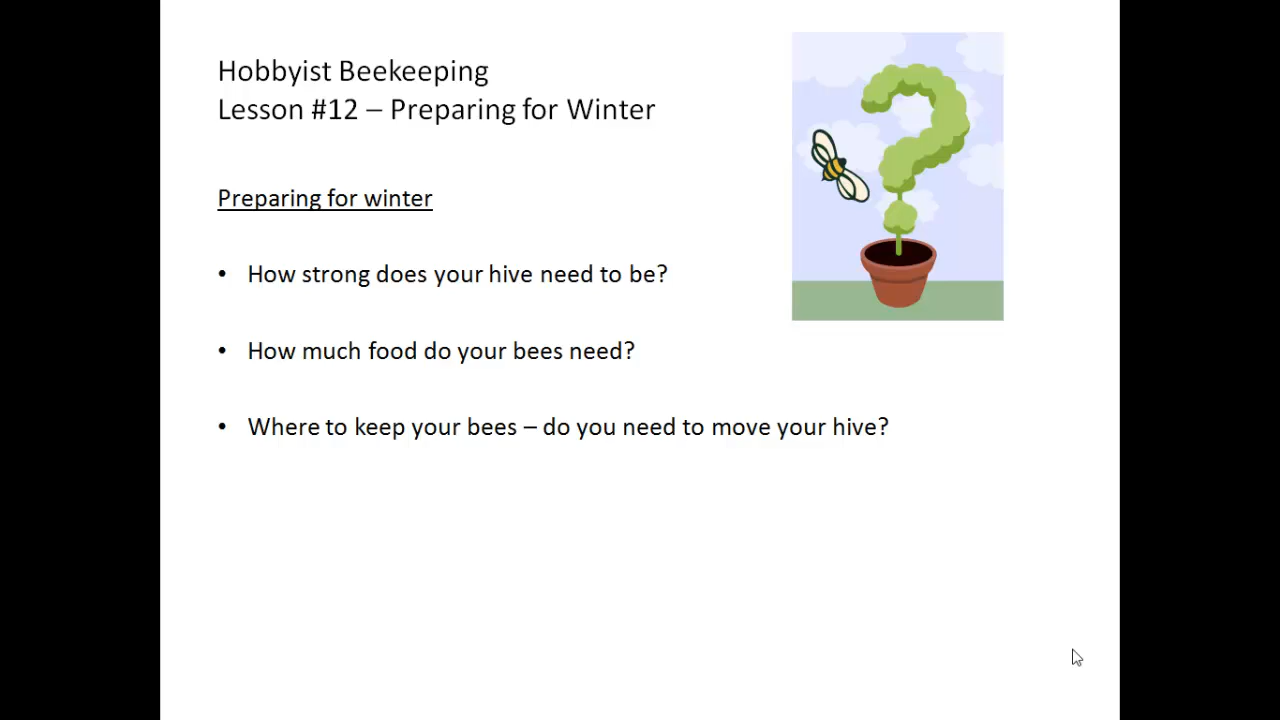 Hobbyist Beekeeping
Lesson #12 – Preparing for Winter
Preparing for winter
• How strong does your hive need to be?
• How much food do your bees need?
• Where to keep your bees – do you need to move your hive?